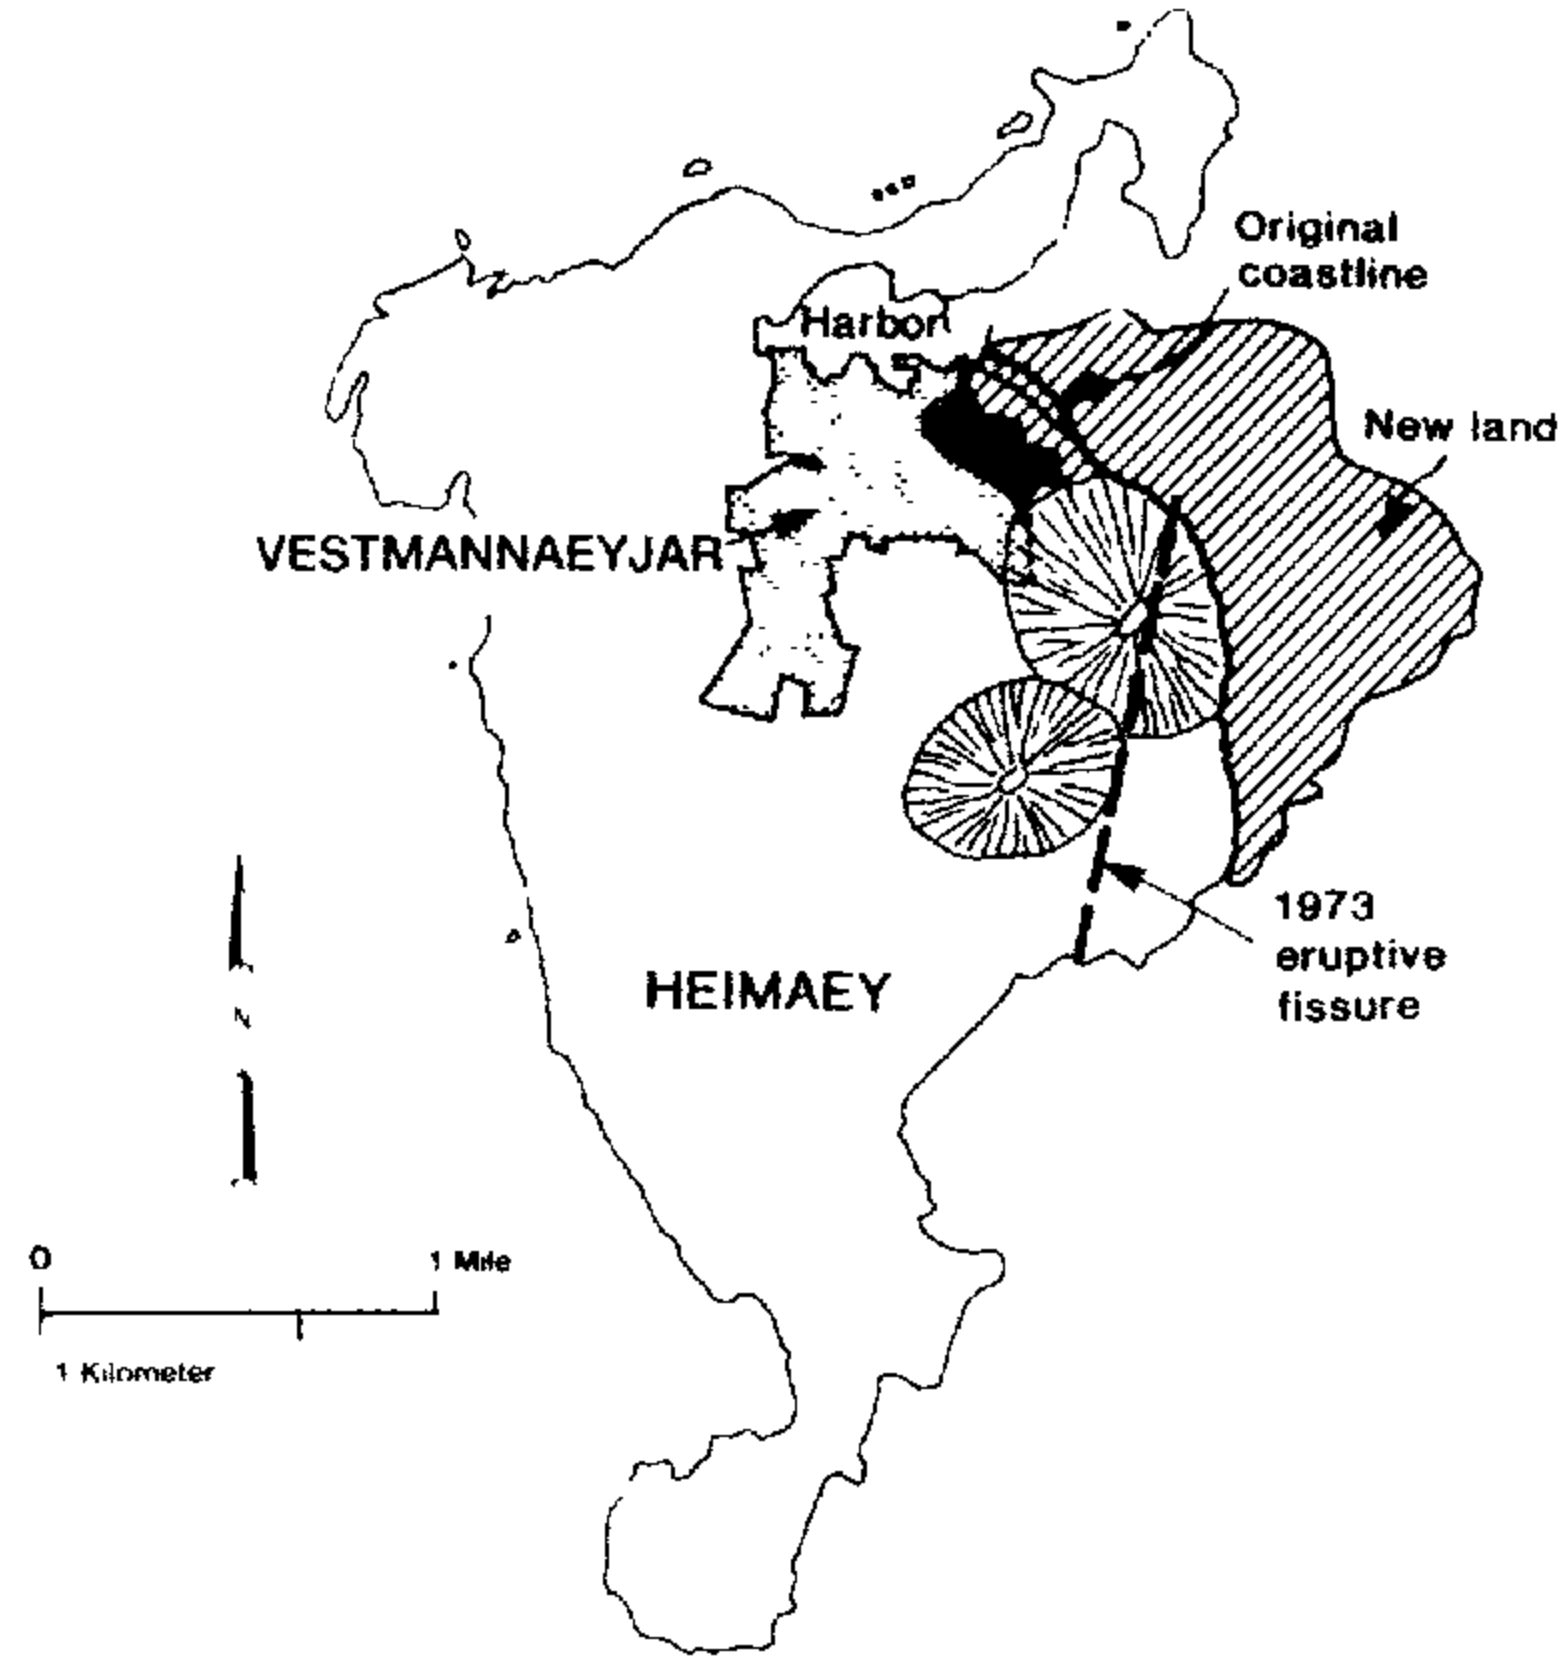 Original
coastline
Harbor
New land
VESTMANNAEYJAR
1973
eruptive
fissure
HEIMAEY
N
0 1 Mile
1 Kilometer